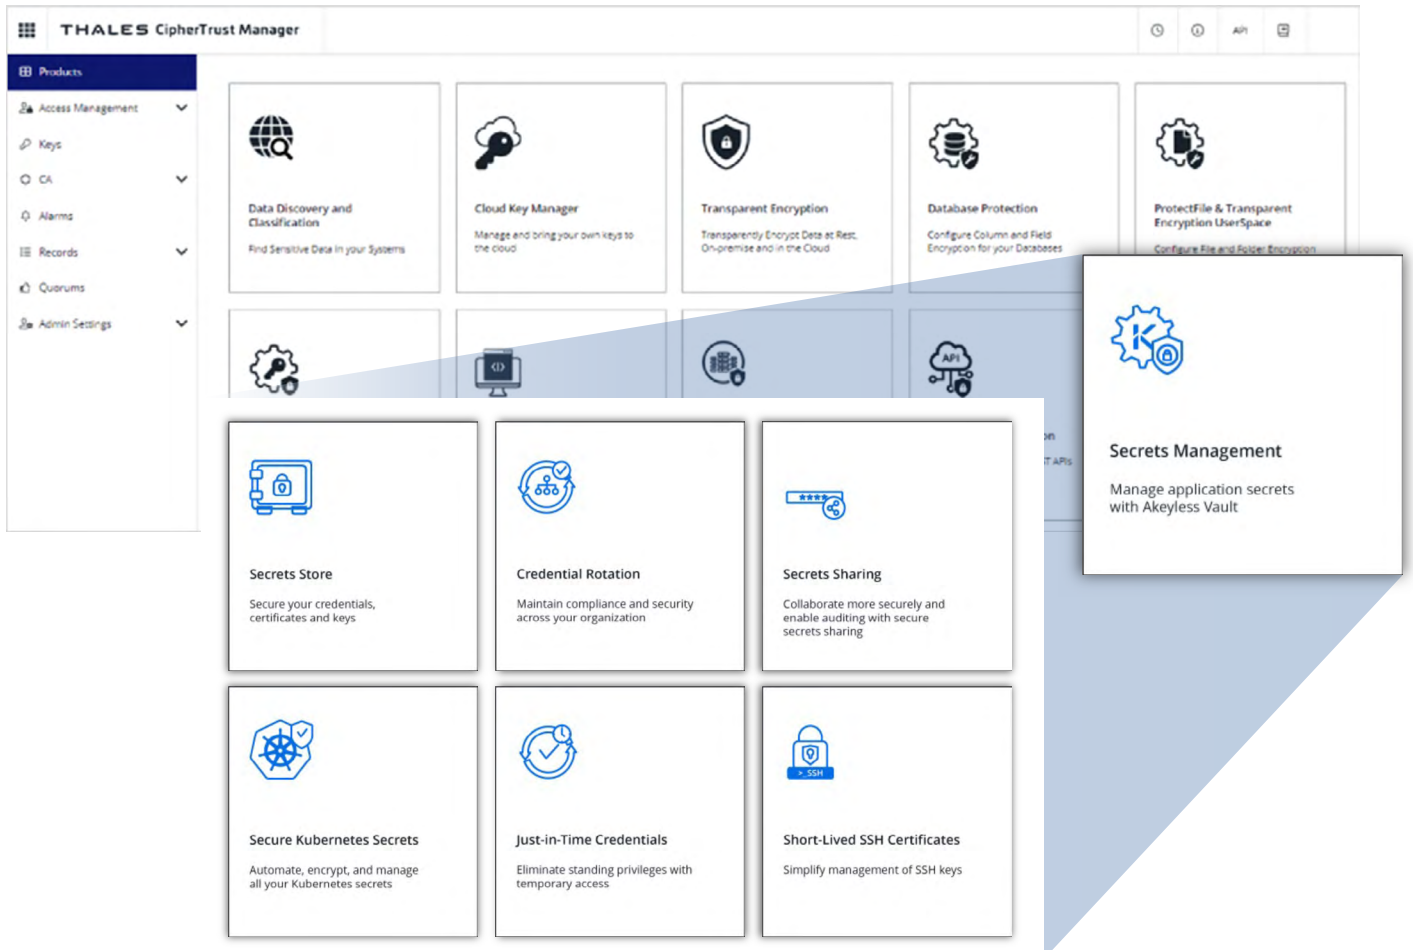 THALES CipherTrust Manager
API
Products
Access Management
Keys
CA
Alarms
Records
Quorums
Admin Settings
Data Discovery and
Classification
Find Sensitive Data in your Systems
Cloud Key Manager
Manage and bring your own keys to
the cloud
Transparent Encryption
Transparently Encrypt Data at Rest,
On-premise and in the Cloud
Database Protection
Configure Column and Field
Encryption for your Databases
ProtectFile & Transparent
Encryption UserSpace
Configure File and Folder Encryption
</>
API
on
ST APIs
Secrets Management
Manage application secrets
with Akeyless Vault
Secrets Store
Secure your credentials,
certificates and keys
Credential Rotation
Maintain compliance and security
across your organization
****
Secrets Sharing
Collaborate more securely and
enable auditing with secure
secrets sharing
Secure Kubernetes Secrets
Automate, encrypt, and manage
all your Kubernetes secrets
Just-in-Time Credentials
Eliminate standing privileges with
temporary access
>_SSH
Short-Lived SSH Certificates
Simplify management of SSH keys